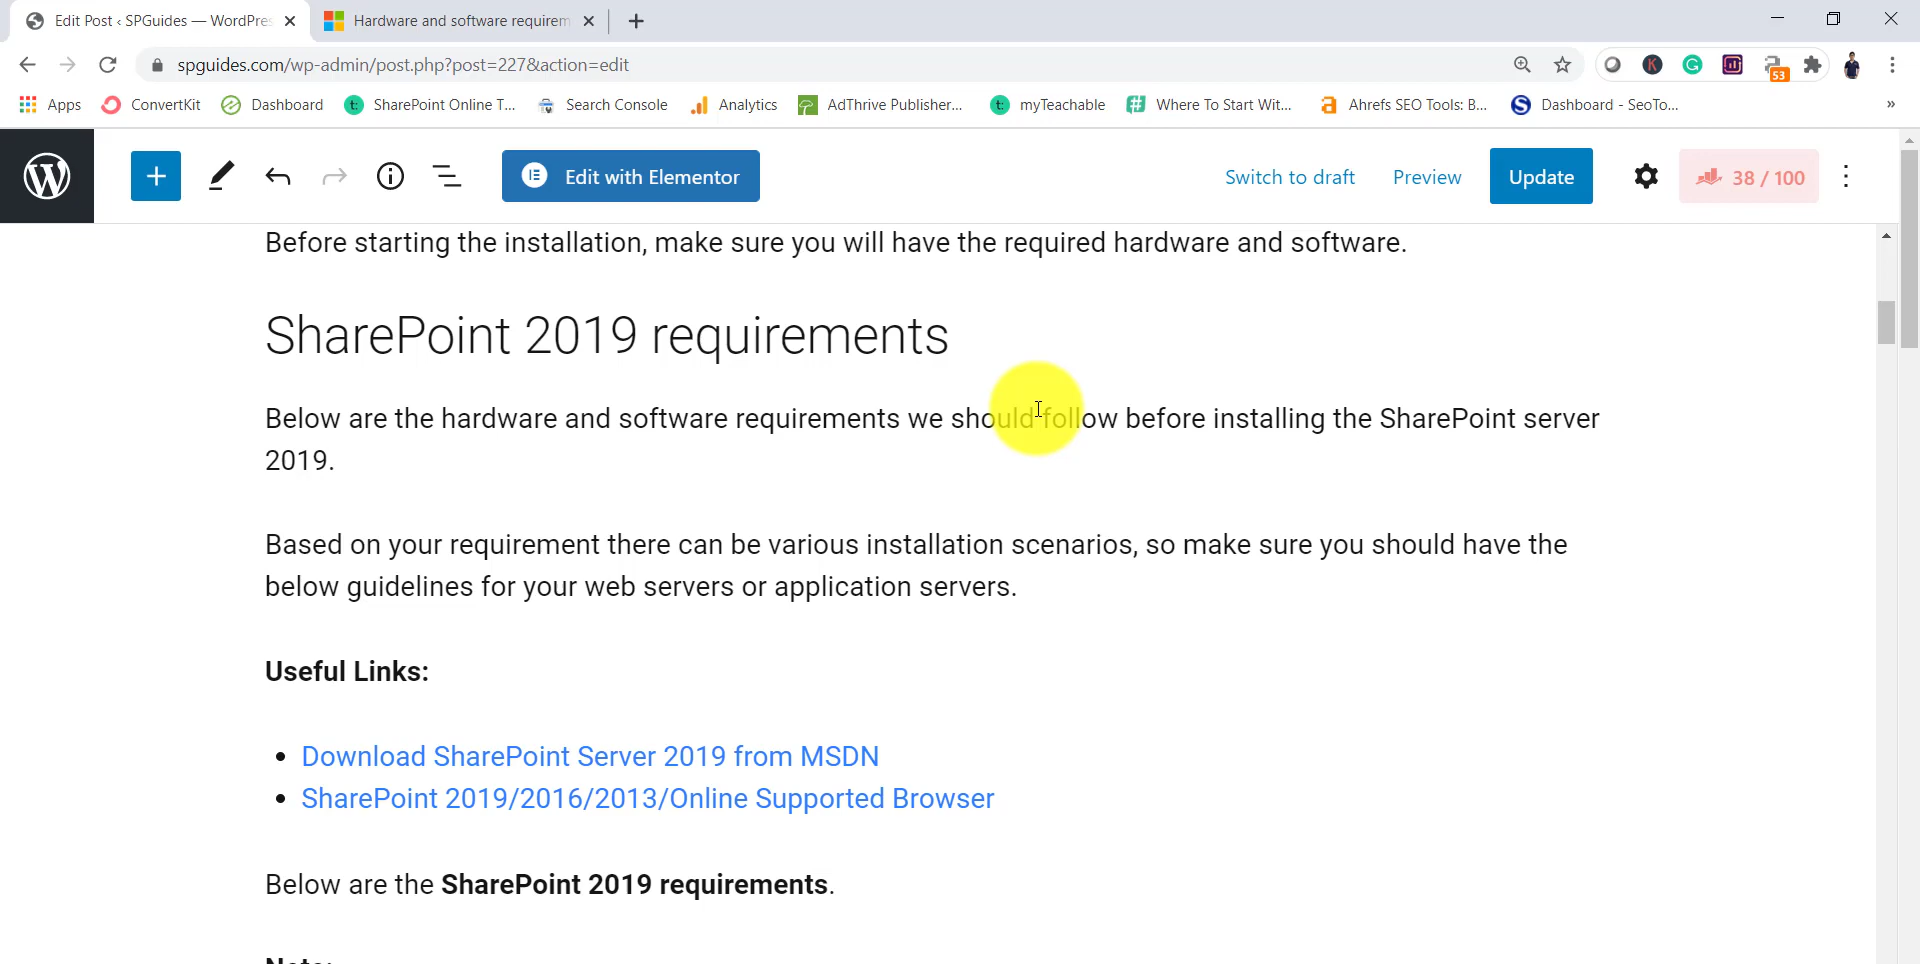 Edit Post ‹ SPGuides — WordPres
Hardware and software requirem
spguides.com/wp-admin/post.php?post=227&action=edit
53
Apps
ConvertKit
Dashboard
SharePoint Online T...
Search Console
Analytics
AdThrive Publisher...
myTeachable
Where To Start Wit...
Ahrefs SEO Tools: B...
Dashboard - SeoTo...
»
Edit with Elementor
Switch to draft
Preview
Update
38 / 100
Before starting the installation, make sure you will have the required hardware and software.
SharePoint 2019 requirements
Below are the hardware and software requirements we should follow before installing the SharePoint server
2019.
Based on your requirement there can be various installation scenarios, so make sure you should have the
below guidelines for your web servers or application servers.
Useful Links:
• Download SharePoint Server 2019 from MSDN
• SharePoint 2019/2016/2013/Online Supported Browser
Below are the SharePoint 2019 requirements.
Note: